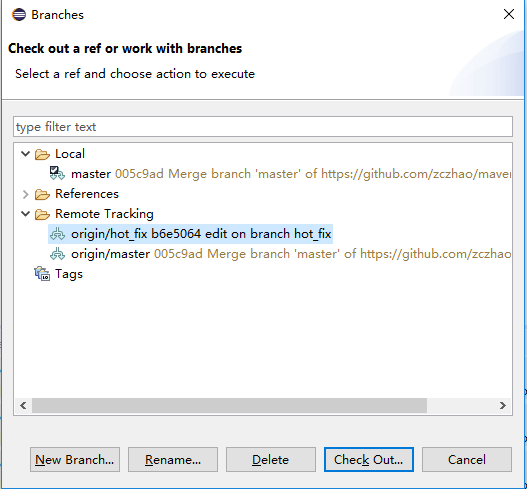 Branches
Check out a ref or work with branches
Select a ref and choose action to execute
type filter text
Local
master 005c9ad Merge branch 'master' of https://github.com/zczhao/maver
References
Remote Tracking
origin/hot_fix b6e5064 edit on branch hot_fix
origin/master 005c9ad Merge branch 'master' of https://github.com/zczhao
Tags
New Branch... Rename... Delete Check Out... Cancel